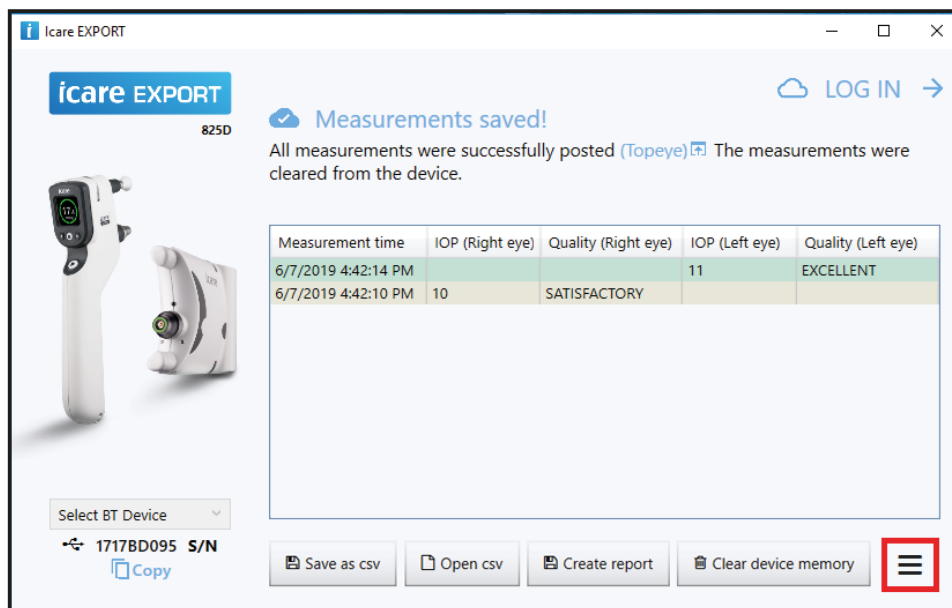 Icare EXPORT
icare EXPORT
825D
LOG IN
Measurements saved!
All measurements were successfully posted (Topeye) The measurements were
cleared from the device.
Measurement time IOP (Right eye) Quality (Right eye) IOP (Left eye) Quality (Left eye)
6/7/2019 4:42:14 PM 11 EXCELLENT
6/7/2019 4:42:10 PM 10 SATISFACTORY
Select BT Device
1717BD095 S/N
Copy
Save as csv Open csv Create report Clear device memory